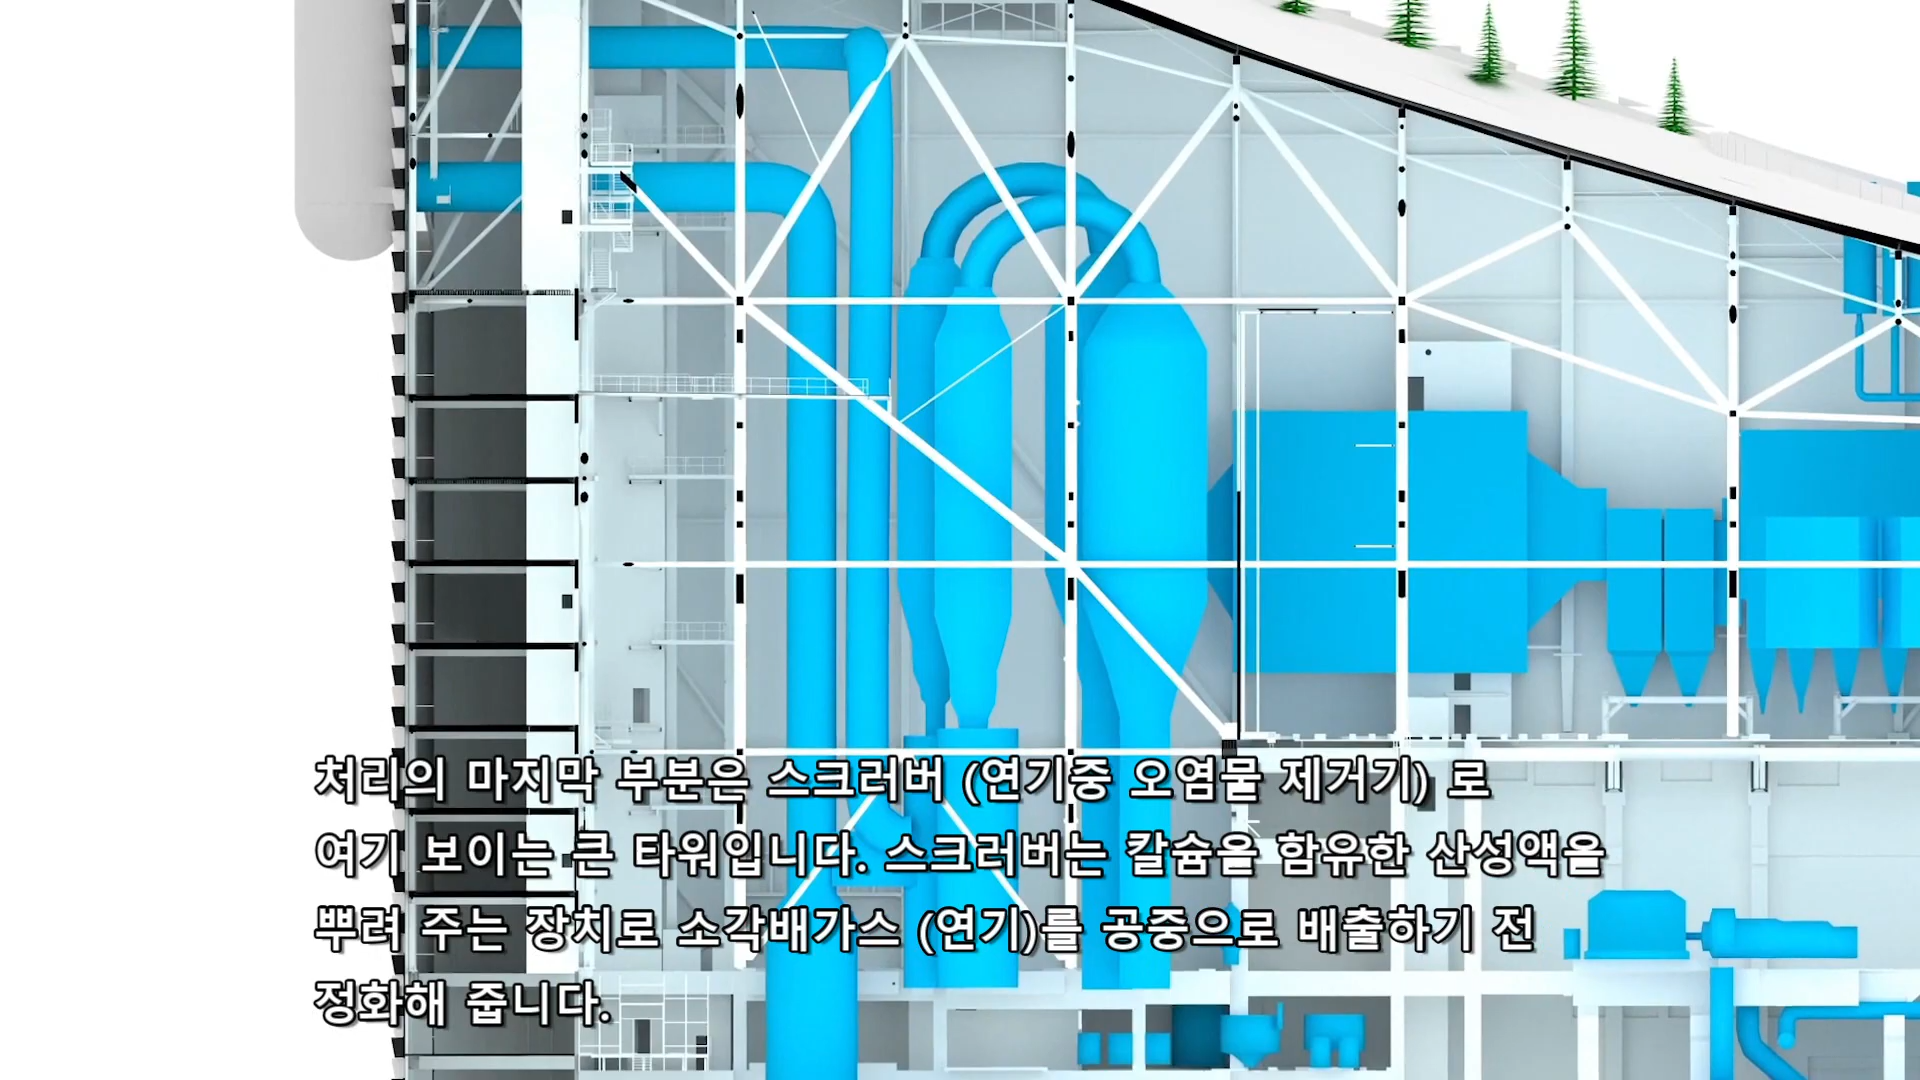 처리의 마지막 부분은 스크러버 (연기중 오염물 제거기) 로
여기 보이는 큰 타워입니다. 스크러버는 칼슘을 함유한 산성액을
뿌려 주는 장치로 소각배가스 (연기)를 공중으로 배출하기 전
정화해 줍니다.